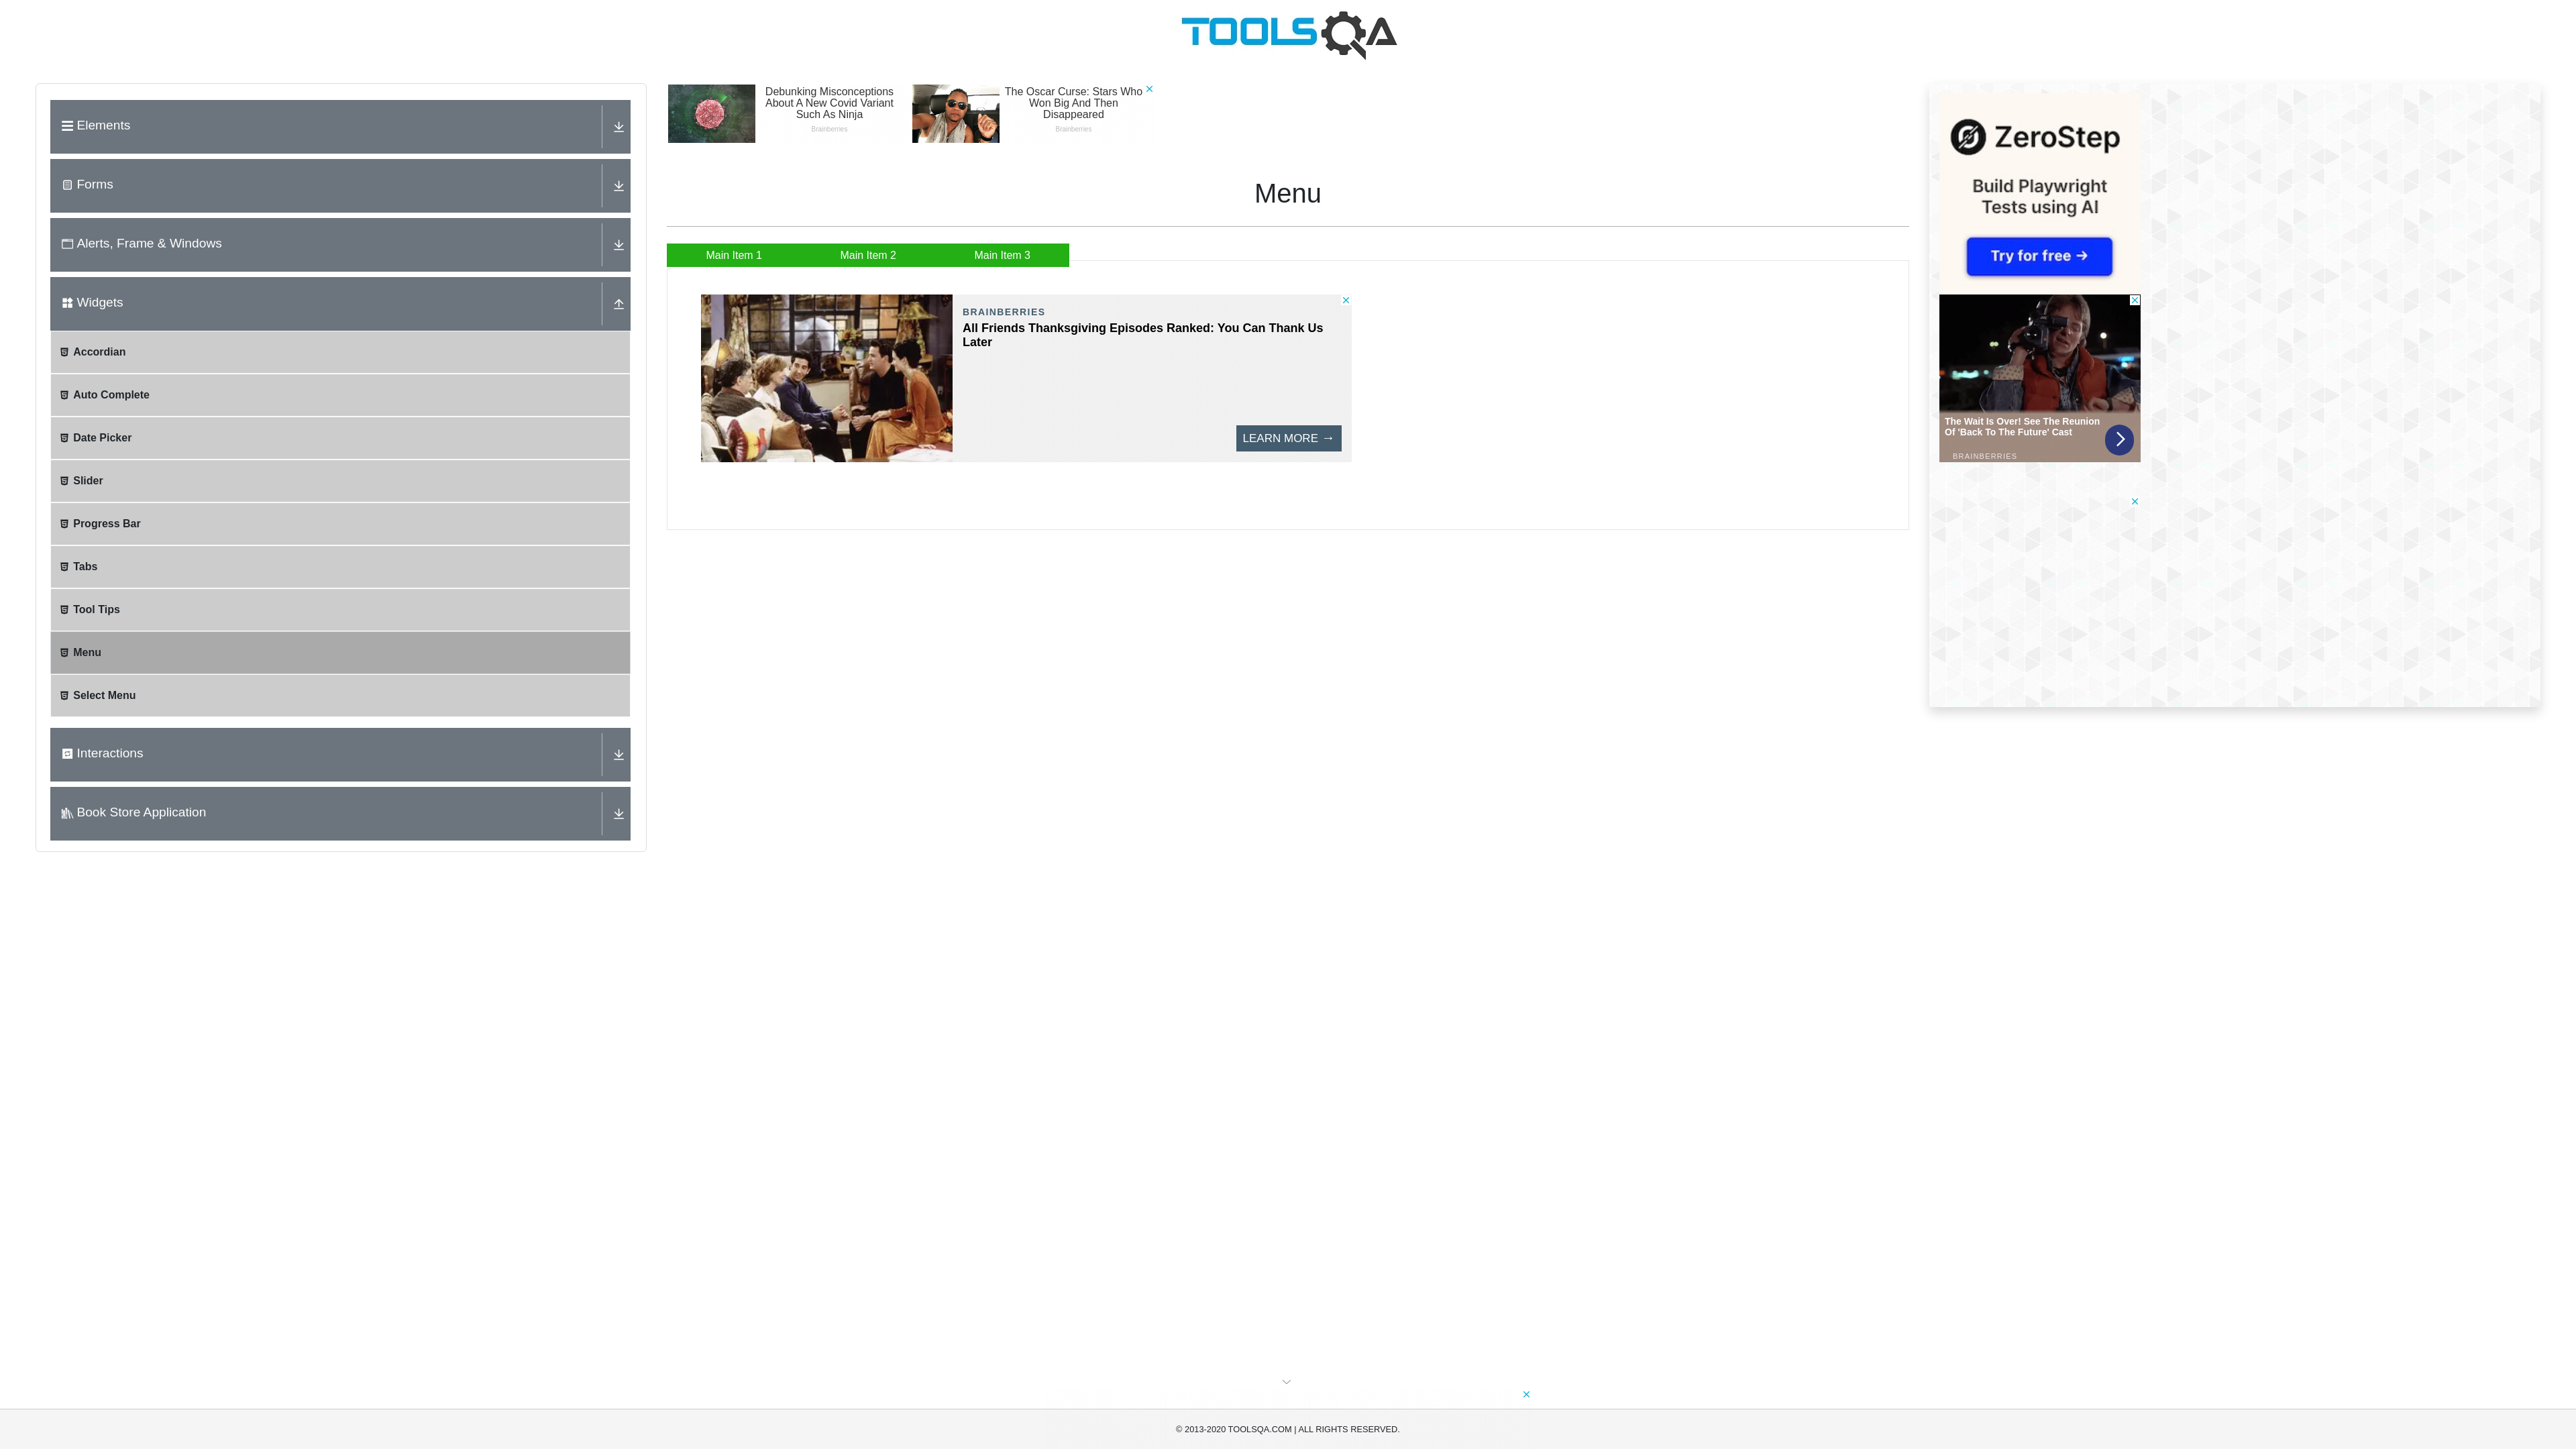 TOOLSQA
Elements
Forms
Alerts, Frame & Windows
Widgets
Accordian
Auto Complete
Date Picker
Slider
Progress Bar
Tabs
Tool Tips
Menu
Select Menu
Interactions
Book Store Application
Debunking Misconceptions
About A New Covid Variant
Such As Ninja
Brainberries
The Oscar Curse: Stars Who
Won Big And Then
Disappeared
Brainberries
Menu
Main Item 1
Main Item 2
Main Item 3
BRAINBERRIES
All Friends Thanksgiving Episodes Ranked: You Can Thank Us
Later
LEARN MORE →
ZeroStep
Build Playwright
Tests using AI
Try for free →
The Wait Is Over! See The Reunion
Of 'Back To The Future' Cast
BRAINBERRIES
© 2013-2020 TOOLSQA.COM | ALL RIGHTS RESERVED.